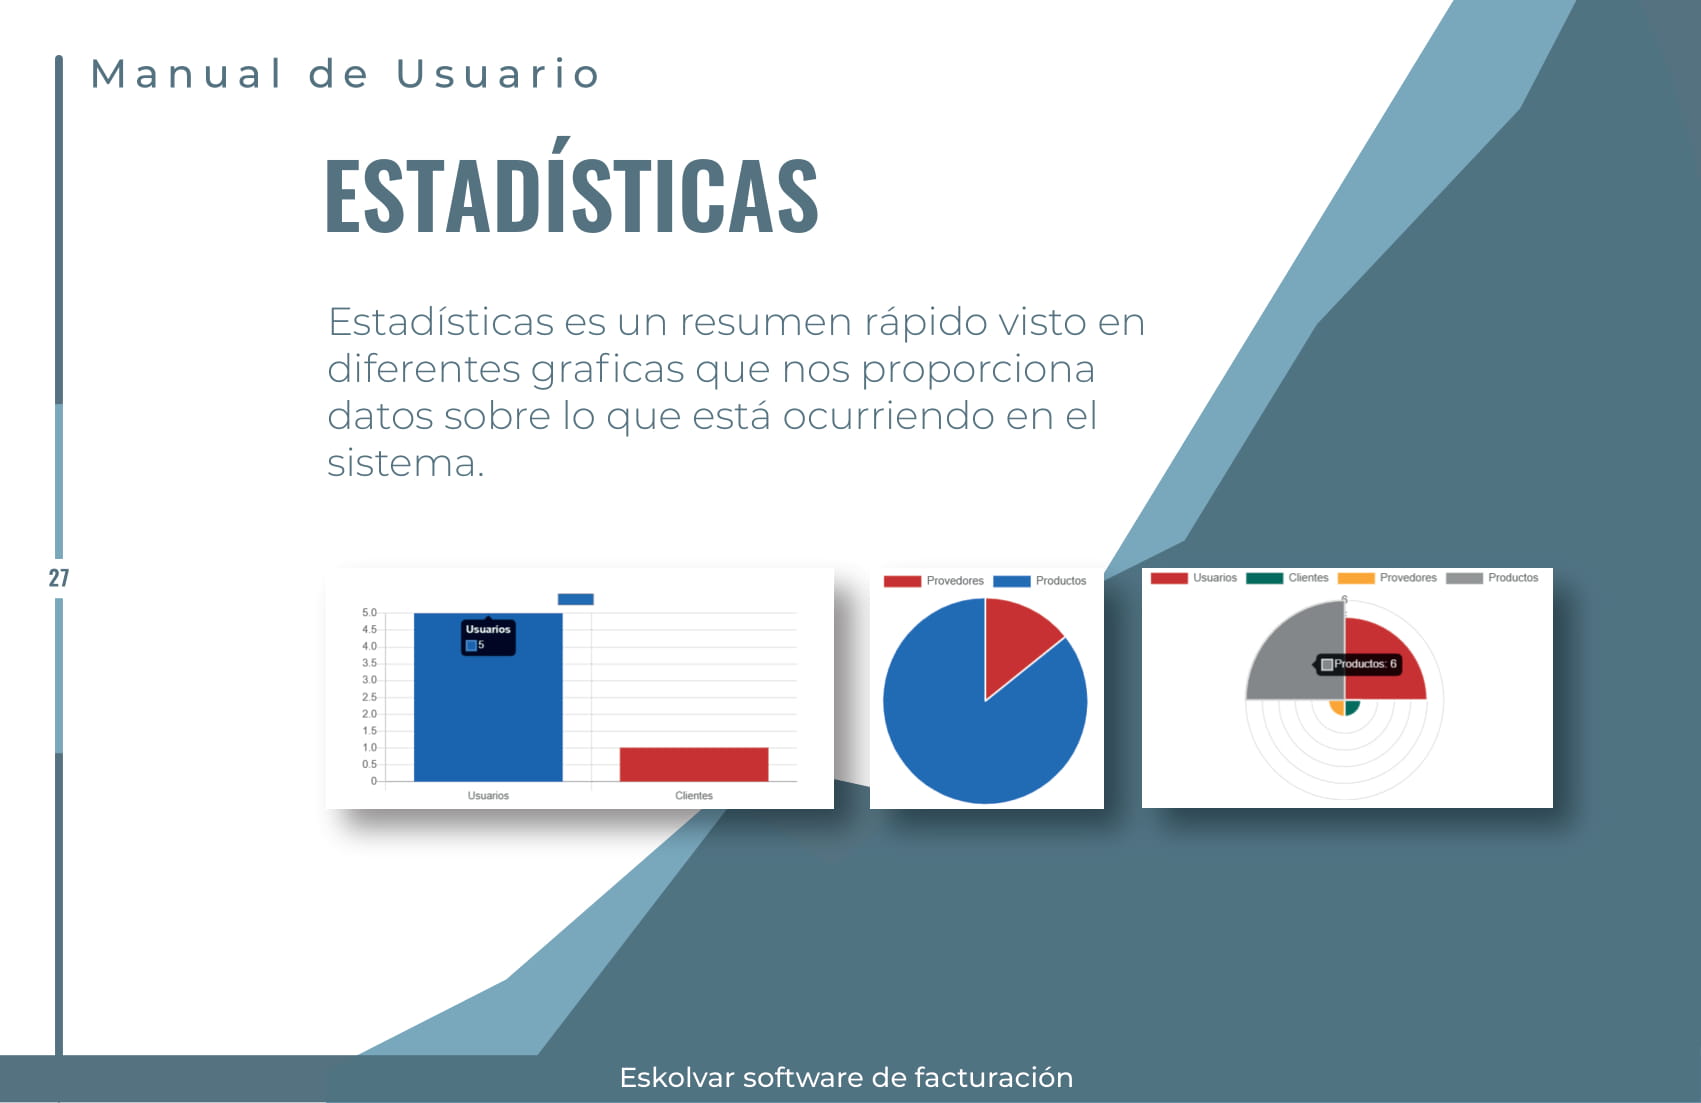 Manual de Usuario
ESTADÍSTICAS
Estadísticas es un resumen rápido visto en
diferentes graficas que nos proporciona
datos sobre lo que está ocurriendo en el
sistema.
27
5.0
4.5
4.0
3.5
3.0
2.5
2.0
1.5
1.0
0.5
0
Usuarios
5
Usuarios Clientes
Provedores Productos
Usuarios Clientes Provedores Productos
6
Productos: 6
Eskolvar software de facturación